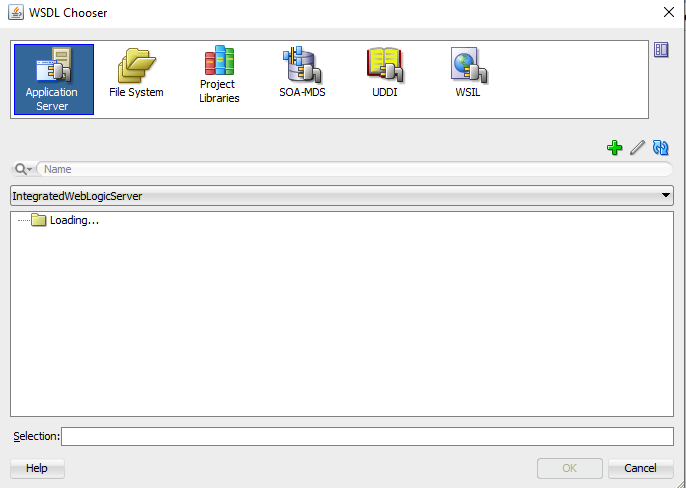 WSDL Chooser
Application
Server
File System
Project
Libraries
SOA-MDS
UDDI
WSIL
Name
IntegratedWebLogicServer
Loading...
Selection:
Help
OK
Cancel